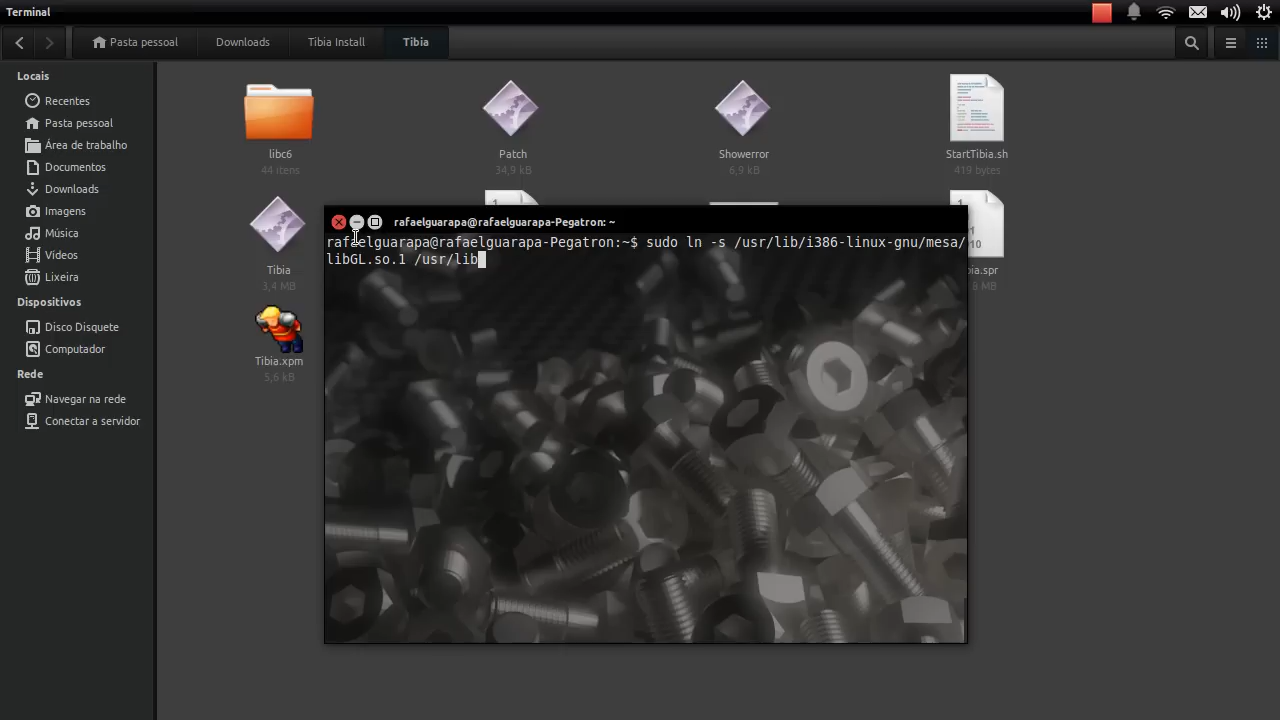 Terminal
Pasta pessoal
Downloads
Tibia Install
Tibia
Locais
Recentes
Pasta pessoal
Área de trabalho
Documentos
Downloads
Imagens
Música
Vídeos
Lixeira
Dispositivos
Disco Disquete
Computador
Rede
Navegar na rede
Conectar a servidor
libc6
44 itens
Patch
34,9 kB
Showerror
6,9 kB
StartTibia.sh
419 bytes
Tibia
3,4 MB
Tibia.xpm
5,6 kB
rafaelguarapa@rafaelguarapa-Pegatron: ~
rafaelguarapa@rafaelguarapa-Pegatron:~$ sudo ln -s /usr/lib/i386-linux-gnu/mesa/
libGL.so.1 /usr/lib